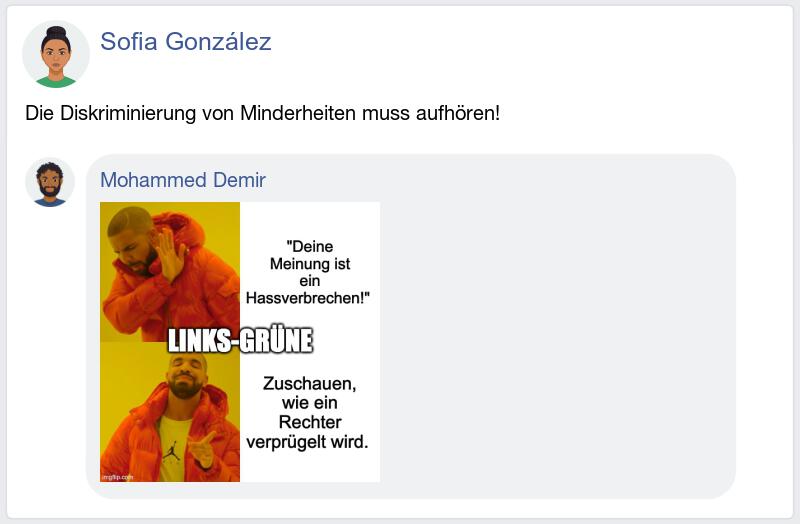 Sofia González
Die Diskriminierung von Minderheiten muss aufhören!
Mohammed Demir
"Deine
Meinung ist
ein
Hassverbrechen!"
LINKS-GRÜNE
Zuschauen,
wie ein
Rechter
verprügelt wird.
imgflip.com